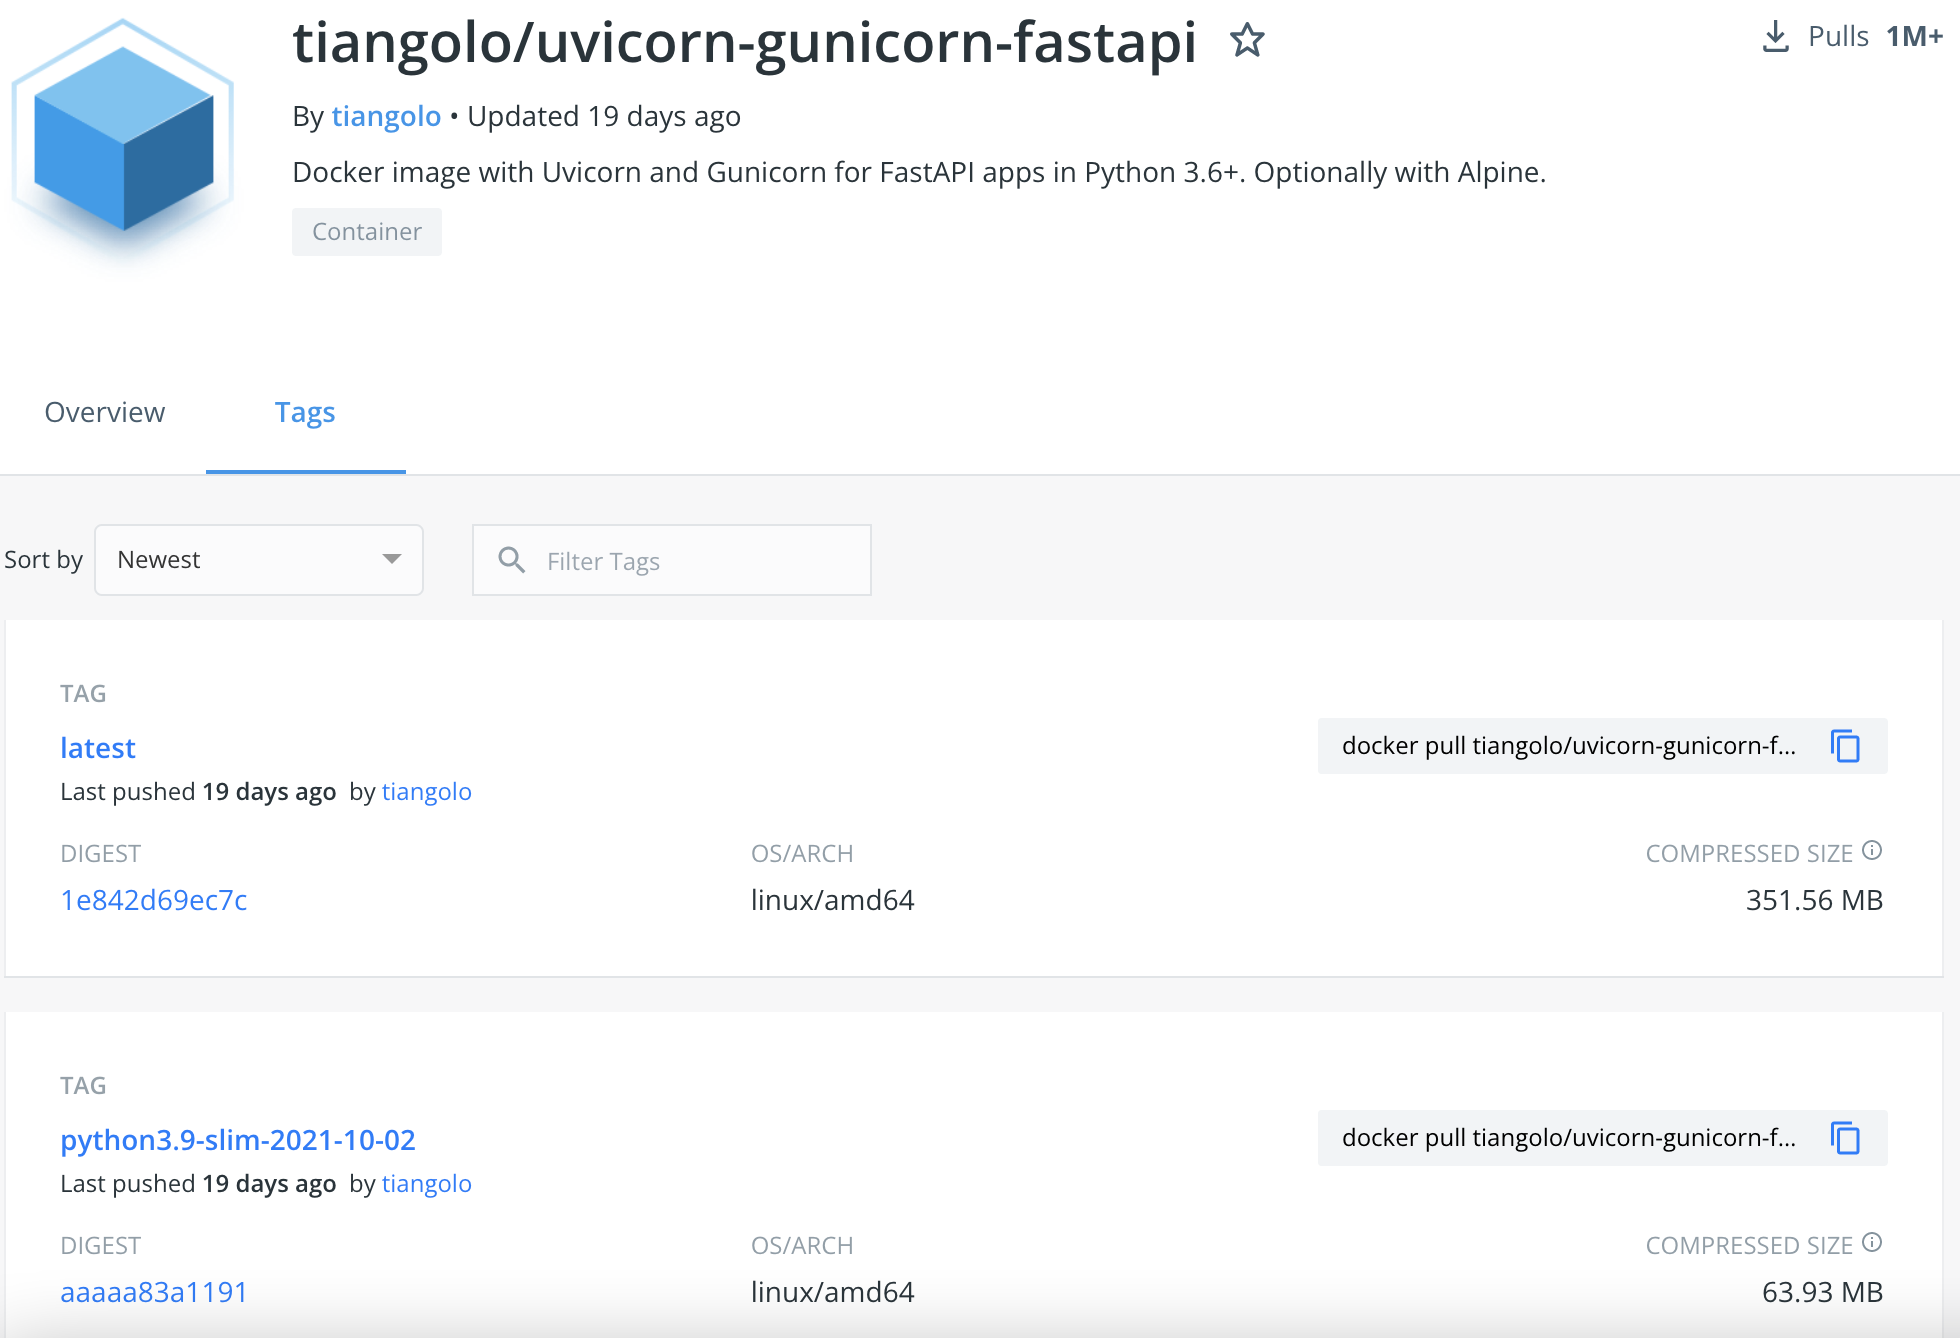 tiangolo/uvicorn-gunicorn-fastapi
Pulls 1M+
By tiangolo • Updated 19 days ago
Docker image with Uvicorn and Gunicorn for FastAPI apps in Python 3.6+. Optionally with Alpine.
Container
Overview Tags
Sort by Newest Filter Tags
TAG
latest
docker pull tiangolo/uvicorn-gunicorn-f...
Last pushed 19 days ago by tiangolo
DIGEST OS/ARCH COMPRESSED SIZE
1e842d69ec7c linux/amd64 351.56 MB
TAG
python3.9-slim-2021-10-02
docker pull tiangolo/uvicorn-gunicorn-f...
Last pushed 19 days ago by tiangolo
DIGEST OS/ARCH COMPRESSED SIZE
aaaaa83a1191 linux/amd64 63.93 MB